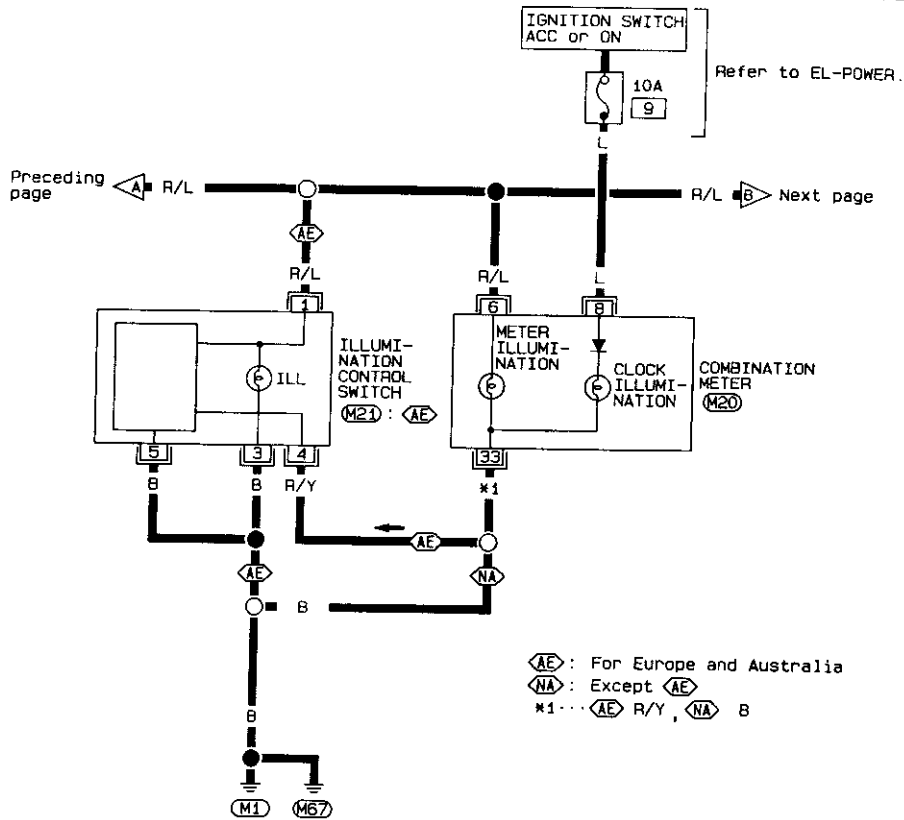 IGNITION SWITCH
ACC or ON
Refer to EL-POWER.
10A
9
L
Preceding
page
A
R/L
R/L
B
Next page
AE
R/L
R/L
L
1
6
8
ILL
ILLUMI-
NATION
CONTROL
SWITCH
M21 : AE
METER
ILLUMI-
NATION
CLOCK
ILLUMI-
NATION
COMBINATION
METER
M20
5
3
4
33
B
B
R/Y
*1
AE
AE
NA
B
AE : For Europe and Australia
NA : Except AE
*1··· AE R/Y, NA B
B
M1
M67